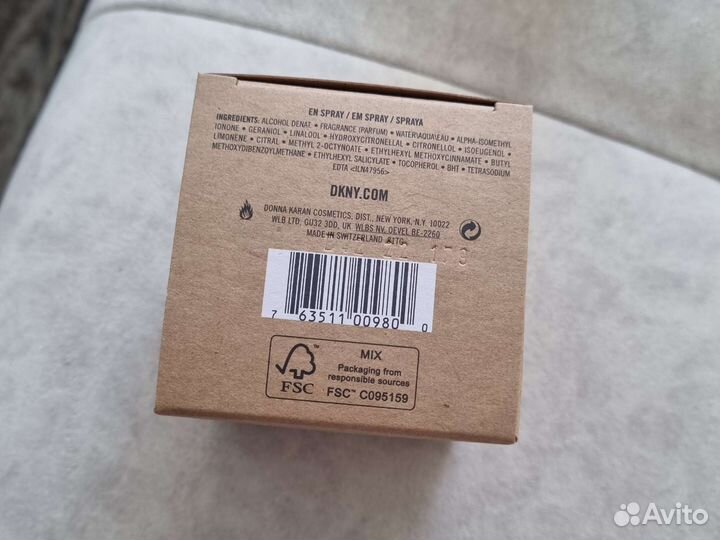 EN SPRAY / EM SPRAY / SPRAYA
INGREDIENTS: ALCOHOL DENAT. • FRAGRANCE (PARFUM) • WATER\AQUA\EAU • ALPHA-ISOMETHYL
IONONE • GERANIOL • LINALOOL • HYDROXYCITRONELLAL • CITRONELLOL • ISOEUGENOL •
LIMONENE • CITRAL • METHYL 2-OCTYNOATE • ETHYLHEXYL METHOXYCINNAMATE • BUTYL
METHOXYDIBENZOYLMETHANE • ETHYLHEXYL SALICYLATE • TOCOPHEROL • BHT • TETRASODIUM
EDTA <ILN47956>
DKNY.COM
DONNA KARAN COSMETICS, DIST., NEW YORK, N.Y. 10022
WLB LTD, GU32 3DD, UK WLBS NV. OEVEL BE-2260
MADE IN SWITZERLAND
7 63511 00980 0
FSC™
MIX
Packaging from
responsible sources
FSC™ C095159
Avito